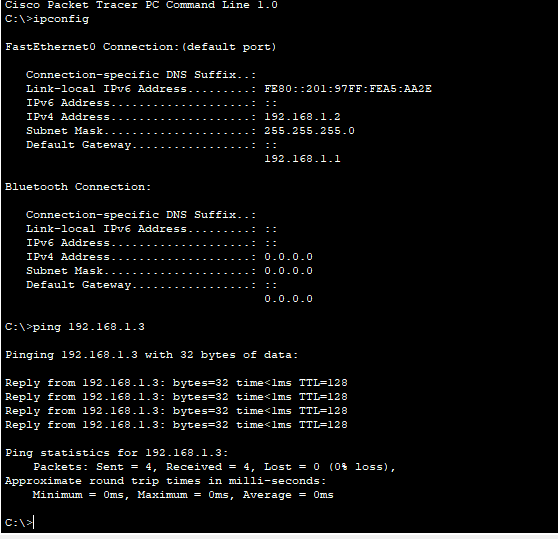 Cisco Packet Tracer PC Command Line 1.0
C:\>ipconfig
FastEthernet0 Connection:(default port)
Connection-specific DNS Suffix..:
Link-local IPv6 Address.........: FE80::201:97FF:FEA5:AA2E
IPv6 Address....................: ::
IPv4 Address....................: 192.168.1.2
Subnet Mask.....................: 255.255.255.0
Default Gateway.................: ::
192.168.1.1
Bluetooth Connection:
Connection-specific DNS Suffix..:
Link-local IPv6 Address.........: ::
IPv6 Address....................: ::
IPv4 Address....................: 0.0.0.0
Subnet Mask.....................: 0.0.0.0
Default Gateway.................: ::
0.0.0.0
C:\>ping 192.168.1.3
Pinging 192.168.1.3 with 32 bytes of data:
Reply from 192.168.1.3: bytes=32 time<1ms TTL=128
Reply from 192.168.1.3: bytes=32 time<1ms TTL=128
Reply from 192.168.1.3: bytes=32 time<1ms TTL=128
Reply from 192.168.1.3: bytes=32 time<1ms TTL=128
Ping statistics for 192.168.1.3:
Packets: Sent = 4, Received = 4, Lost = 0 (0% loss),
Approximate round trip times in milli-seconds:
Minimum = 0ms, Maximum = 0ms, Average = 0ms
C:\>